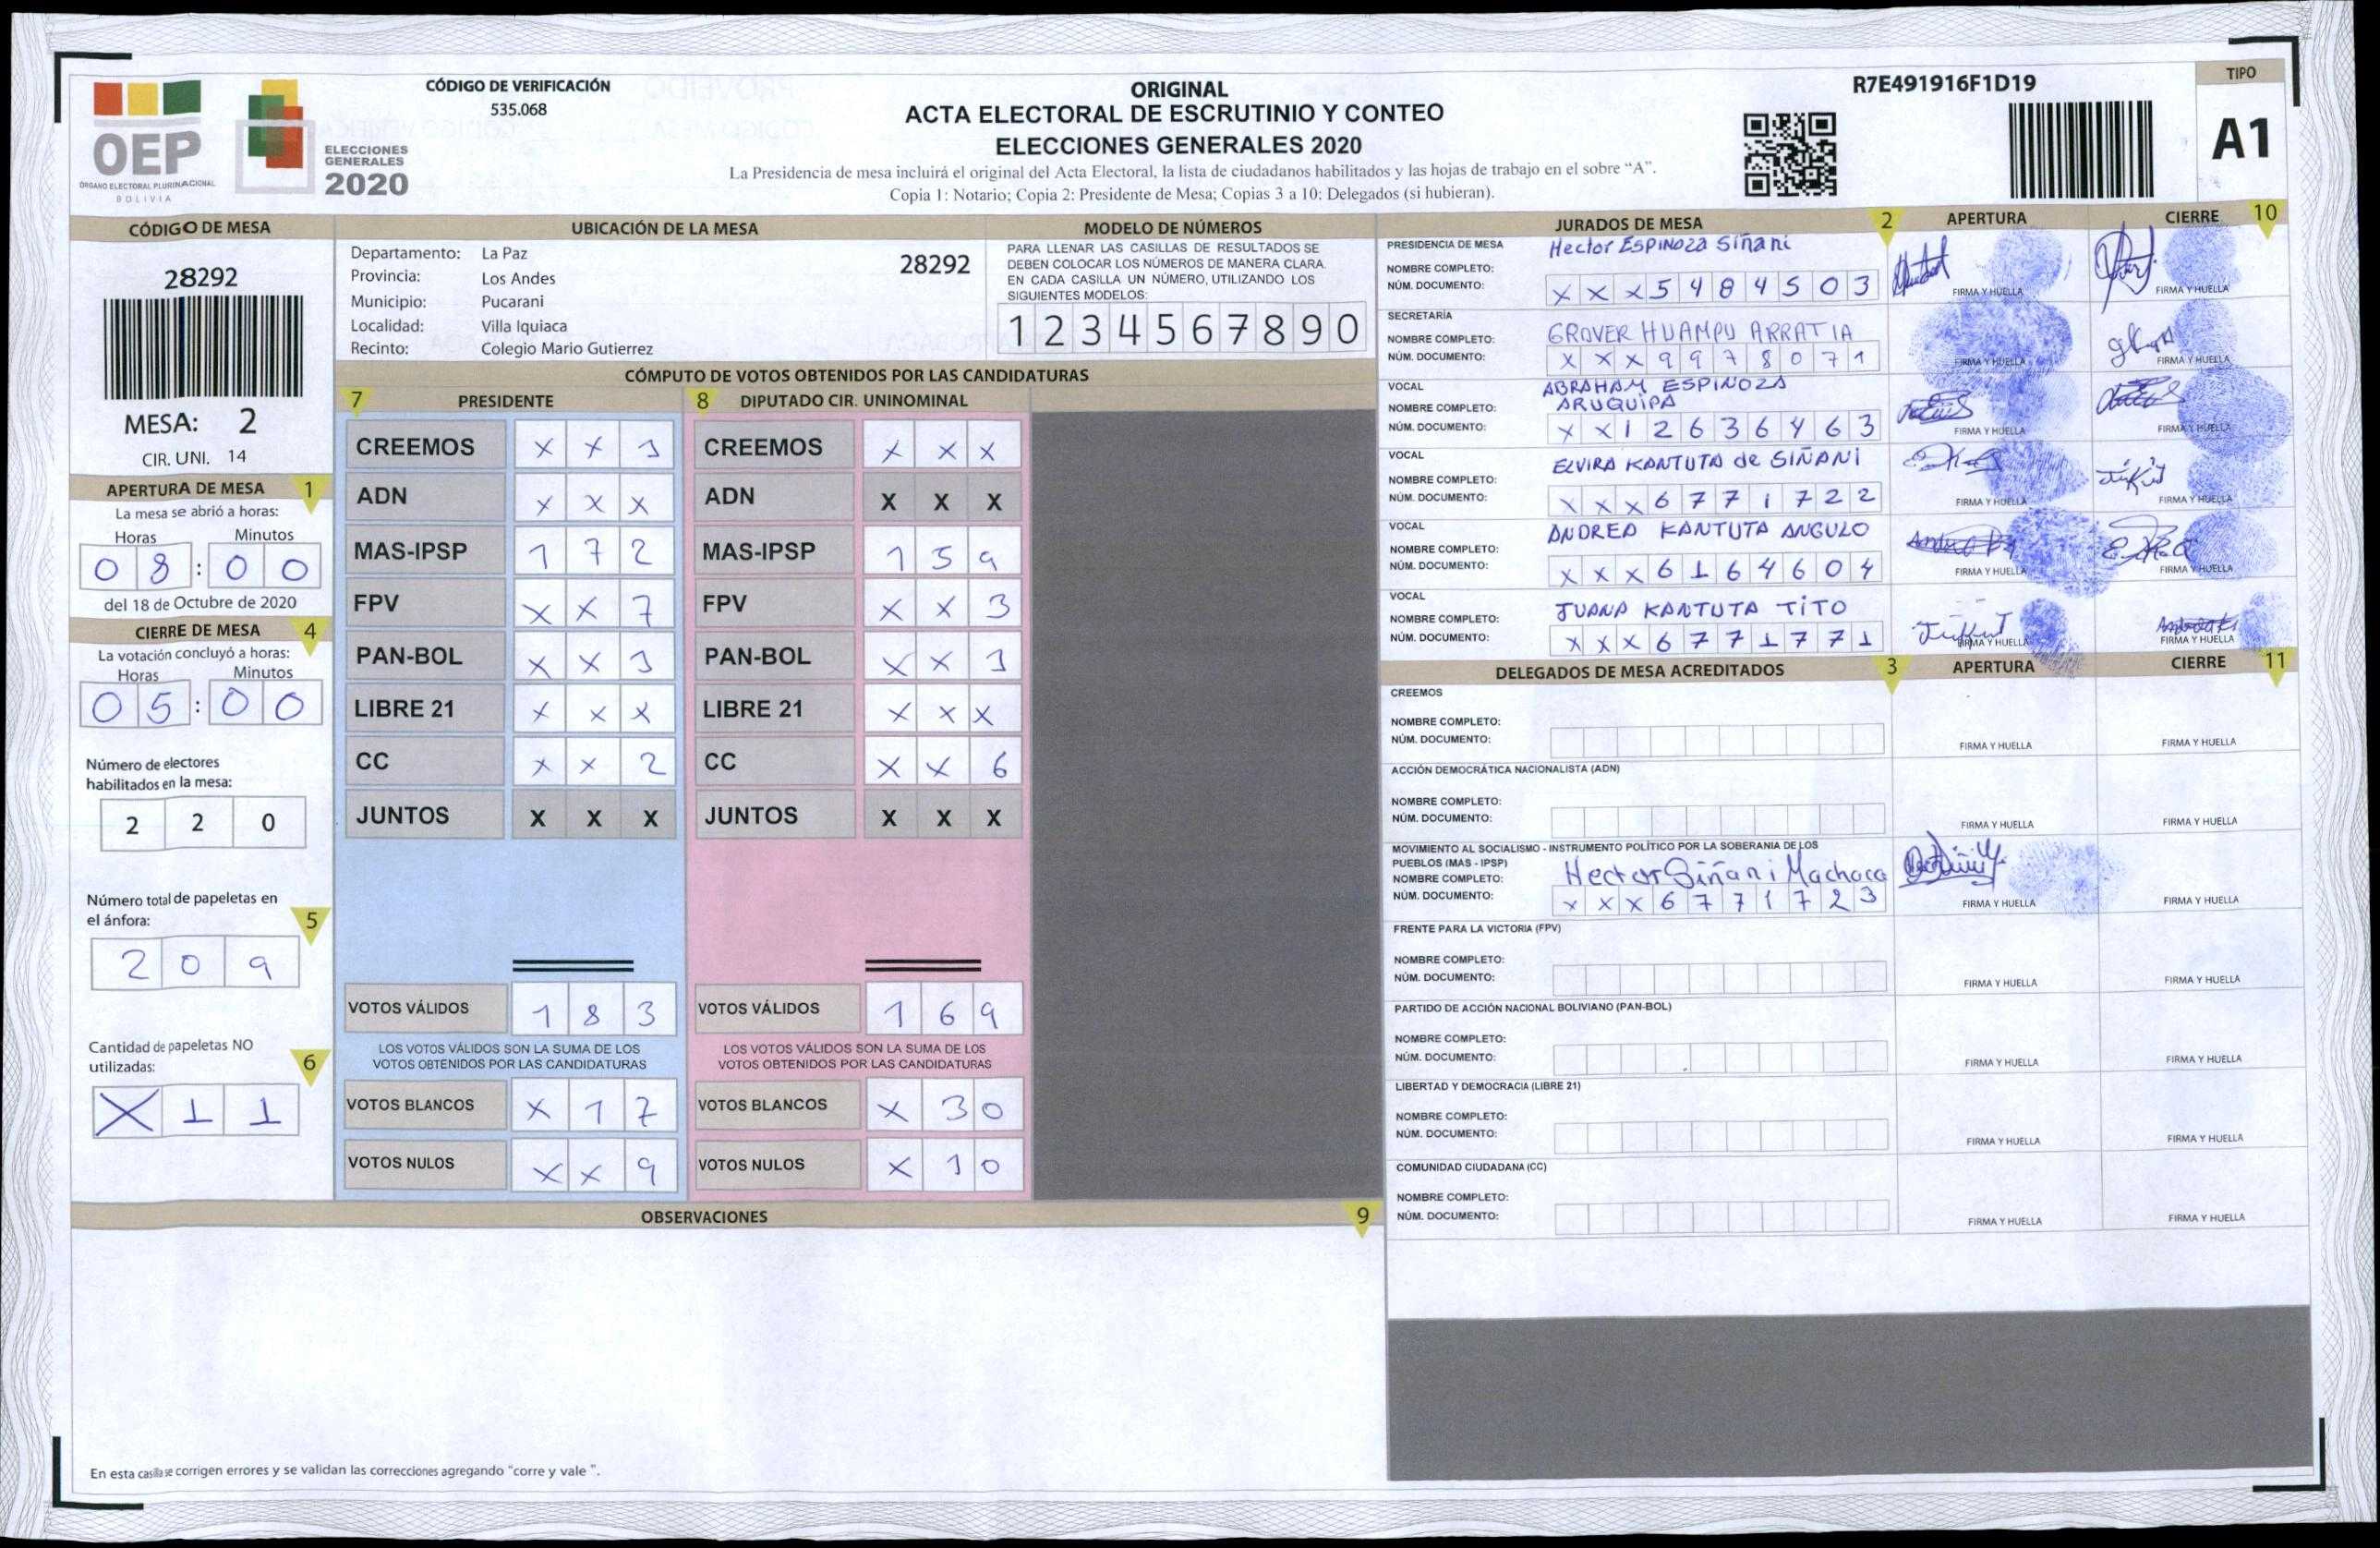 OEP
ÓRGANO ELECTORAL PLURINACIONAL
BOLIVIA
ELECCIONES
GENERALES
2020
CÓDIGO DE VERIFICACIÓN
535.068
ORIGINAL
ACTA ELECTORAL DE ESCRUTINIO Y CONTEO
ELECCIONES GENERALES 2020
La Presidencia de mesa incluirá el original del Acta Electoral, la lista de ciudadanos habilitados y las hojas de trabajo en el sobre “A”.
Copia 1: Notario; Copia 2: Presidente de Mesa; Copias 3 a 10: Delegados (si hubieran).
R7E491916F1D19
TIPO
A1
CÓDIGO DE MESA
28292
MESA: 2
CIR. UNI. 14
APERTURA DE MESA 1
La mesa se abrió a horas:
Horas Minutos
0 8 : 0 0
del 18 de Octubre de 2020
CIERRE DE MESA 4
La votación concluyó a horas:
Horas Minutos
0 5 : 0 0
Número de electores
habilitados en la mesa:
2 2 0
Número total de papeletas en
el ánfora: 5
2 0 9
Cantidad de papeletas NO
utilizadas: 6
X 1 1
UBICACIÓN DE LA MESA
Departamento: La Paz
Provincia: Los Andes
Municipio: Pucarani
Localidad: Villa Iquiaca
Recinto: Colegio Mario Gutierrez
28292
MODELO DE NÚMEROS
PARA LLENAR LAS CASILLAS DE RESULTADOS SE
DEBEN COLOCAR LOS NÚMEROS DE MANERA CLARA.
EN CADA CASILLA UN NÚMERO, UTILIZANDO LOS
SIGUIENTES MODELOS:
1 2 3 4 5 6 7 8 9 0
CÓMPUTO DE VOTOS OBTENIDOS POR LAS CANDIDATURAS
7 PRESIDENTE
CREEMOS X X 1
ADN X X X
MAS-IPSP 1 7 2
FPV X X 7
PAN-BOL X X 1
LIBRE 21 X X X
CC X X 2
JUNTOS X X X
VOTOS VÁLIDOS 1 8 3
LOS VOTOS VÁLIDOS SON LA SUMA DE LOS
VOTOS OBTENIDOS POR LAS CANDIDATURAS
VOTOS BLANCOS X 1 7
VOTOS NULOS X X 9
8 DIPUTADO CIR. UNINOMINAL
CREEMOS X X X
ADN X X X
MAS-IPSP 1 5 9
FPV X X 3
PAN-BOL X X 1
LIBRE 21 X X X
CC X X 6
JUNTOS X X X
VOTOS VÁLIDOS 1 6 9
LOS VOTOS VÁLIDOS SON LA SUMA DE LOS
VOTOS OBTENIDOS POR LAS CANDIDATURAS
VOTOS BLANCOS X 3 0
VOTOS NULOS X 1 0
OBSERVACIONES 9
En esta casilla se corrigen errores y se validan las correcciones agregando “corre y vale ”.
JURADOS DE MESA 2 APERTURA CIERRE 10
PRESIDENCIA DE MESA
NOMBRE COMPLETO: Hector ESPINOZA Siñani
NÚM. DOCUMENTO: X X X 5 4 8 4 5 0 3
FIRMA Y HUELLA FIRMA Y HUELLA
SECRETARÍA
NOMBRE COMPLETO: GROVER HUAMPU ARRATIA
NÚM. DOCUMENTO: X X X 9 9 7 8 0 7 1
FIRMA Y HUELLA FIRMA Y HUELLA
VOCAL
NOMBRE COMPLETO: ABRAHAM ESPINOZA
ARUQUIPA
NÚM. DOCUMENTO: X X 1 2 6 3 6 4 6 3
FIRMA Y HUELLA FIRMA Y HUELLA
VOCAL
NOMBRE COMPLETO: ELVIRA KANTUTA de SIÑANI
NÚM. DOCUMENTO: X X X 6 7 7 1 7 2 2
FIRMA Y HUELLA FIRMA Y HUELLA
VOCAL
NOMBRE COMPLETO: ANDREA KANTUTA ANGULO
NÚM. DOCUMENTO: X X X 6 1 6 4 6 0 4
FIRMA Y HUELLA FIRMA Y HUELLA
VOCAL
NOMBRE COMPLETO: JUANA KANTUTA TITO
NÚM. DOCUMENTO: X X X 6 7 7 1 7 7 1
FIRMA Y HUELLA FIRMA Y HUELLA
DELEGADOS DE MESA ACREDITADOS 3 APERTURA CIERRE 11
CREEMOS
NOMBRE COMPLETO:
NÚM. DOCUMENTO:
FIRMA Y HUELLA FIRMA Y HUELLA
ACCIÓN DEMOCRÁTICA NACIONALISTA (ADN)
NOMBRE COMPLETO:
NÚM. DOCUMENTO:
FIRMA Y HUELLA FIRMA Y HUELLA
MOVIMIENTO AL SOCIALISMO - INSTRUMENTO POLÍTICO POR LA SOBERANIA DE LOS
PUEBLOS (MAS - IPSP)
NOMBRE COMPLETO: Hector Siñani Machaca
NÚM. DOCUMENTO: X X X 6 7 7 1 7 2 3
FIRMA Y HUELLA FIRMA Y HUELLA
FRENTE PARA LA VICTORIA (FPV)
NOMBRE COMPLETO:
NÚM. DOCUMENTO:
FIRMA Y HUELLA FIRMA Y HUELLA
PARTIDO DE ACCIÓN NACIONAL BOLIVIANO (PAN-BOL)
NOMBRE COMPLETO:
NÚM. DOCUMENTO:
FIRMA Y HUELLA FIRMA Y HUELLA
LIBERTAD Y DEMOCRACIA (LIBRE 21)
NOMBRE COMPLETO:
NÚM. DOCUMENTO:
FIRMA Y HUELLA FIRMA Y HUELLA
COMUNIDAD CIUDADANA (CC)
NOMBRE COMPLETO:
NÚM. DOCUMENTO:
FIRMA Y HUELLA FIRMA Y HUELLA